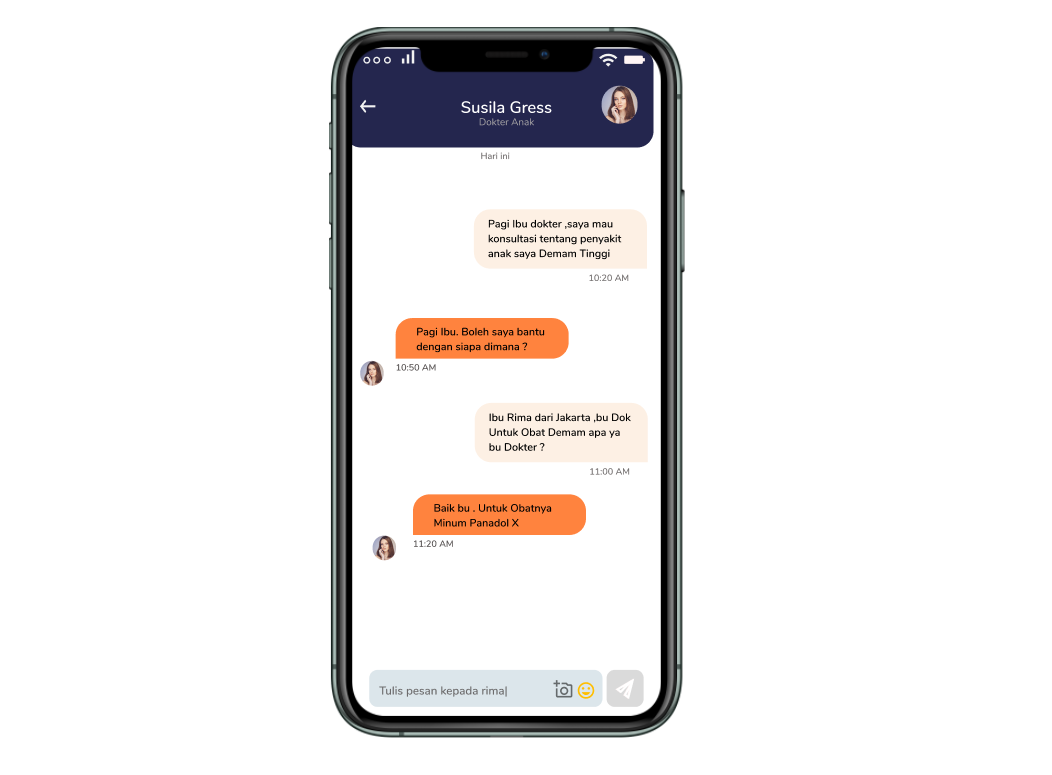 Susila Gress
Dokter Anak
Hari ini
Pagi Ibu dokter ,saya mau
konsultasi tentang penyakit
anak saya Demam Tinggi
10:20 AM
Pagi Ibu. Boleh saya bantu
dengan siapa dimana ?
10:50 AM
Ibu Rima dari Jakarta ,bu Dok
Untuk Obat Demam apa ya
bu Dokter ?
11:00 AM
Baik bu . Untuk Obatnya
Minum Panadol X
11:20 AM
Tulis pesan kepada rima|